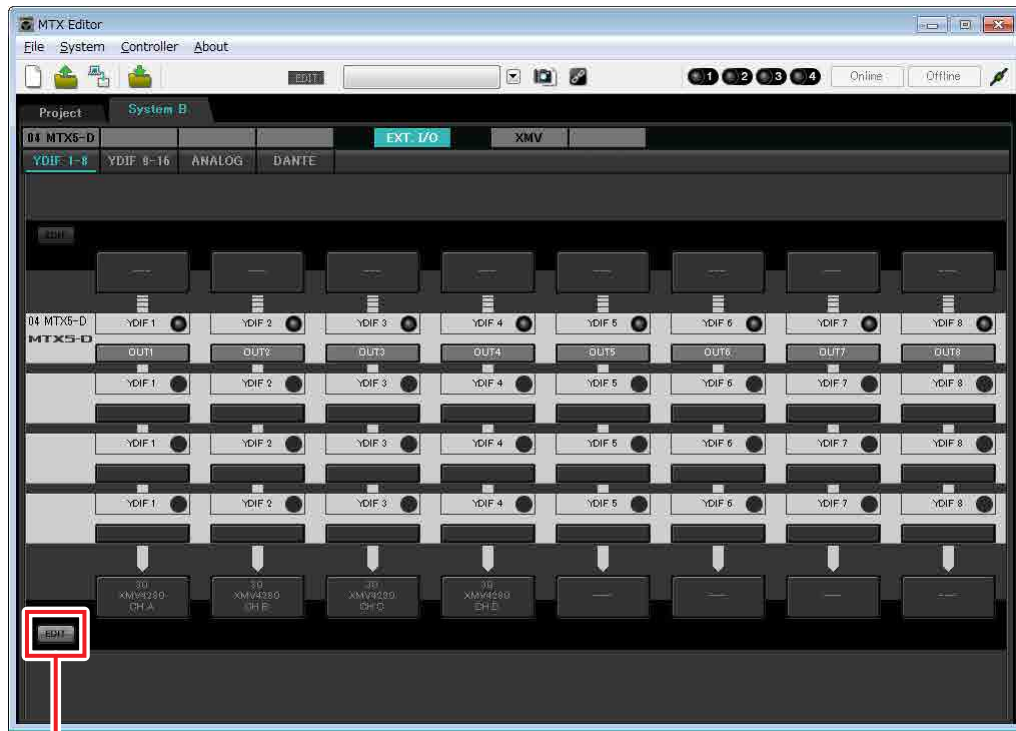 MTX Editor
File System Controller About
EDIT 1 2 3 4 Online Offline
Project System B
04 MTX5-D EXT. I/O XMV
YDIF 1-8 YDIF 9-16 ANALOG DANTE
EDIT
--- --- --- --- --- --- --- ---
04 MTX5-D YDIF 1 YDIF 2 YDIF 3 YDIF 4 YDIF 5 YDIF 6 YDIF 7 YDIF 8
MTX5-D
OUT1 OUT2 OUT3 OUT4 OUT5 OUT6 OUT7 OUT8
YDIF 1 YDIF 2 YDIF 3 YDIF 4 YDIF 5 YDIF 6 YDIF 7 YDIF 8
YDIF 1 YDIF 2 YDIF 3 YDIF 4 YDIF 5 YDIF 6 YDIF 7 YDIF 8
YDIF 1 YDIF 2 YDIF 3 YDIF 4 YDIF 5 YDIF 6 YDIF 7 YDIF 8
30 30 30 30
XMV4280- XMV4280- XMV4280- XMV4280-
CH A CH B CH C CH D --- --- --- ---
EDIT